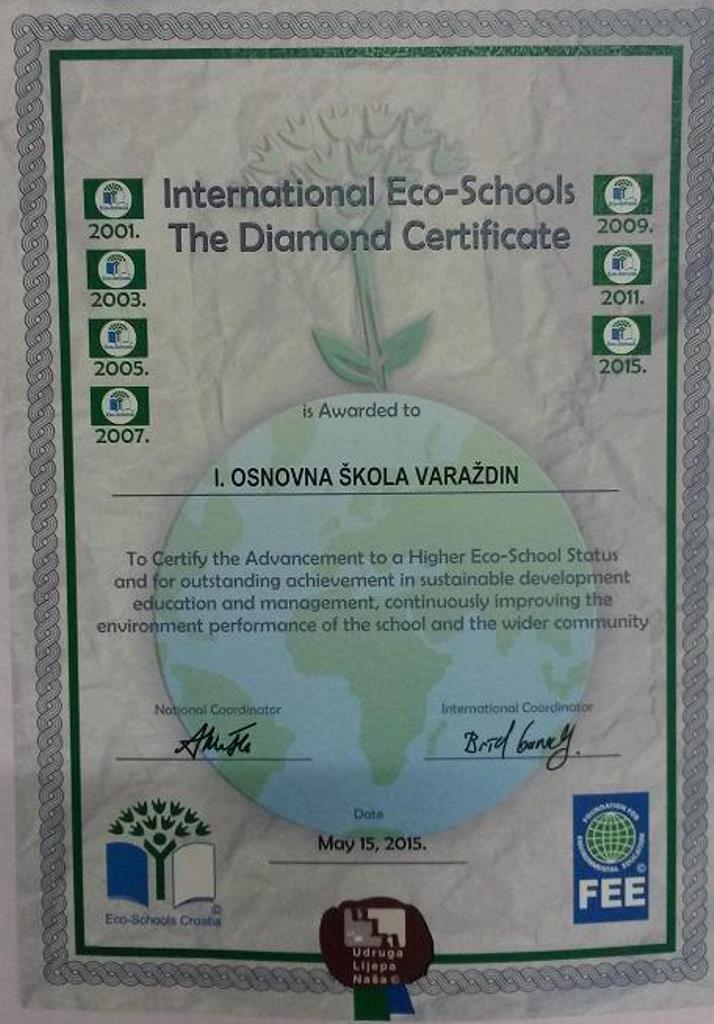 International Eco-Schools
The Diamond Certificate
2001.
2003.
2005.
2007.
2009.
2011.
2015.
is Awarded to
I. OSNOVNA ŠKOLA VARAŽDIN
To Certify the Advancement to a Higher Eco-School Status
and for outstanding achievement in sustainable development
education and management, continuously improving the
environment performance of the school and the wider community
National Coordinator
International Coordinator
Date
May 15, 2015.
©
Eco-Schools Croatia
FOUNDATION FOR
ENVIRONMENTAL EDUCATION
©
FEE
Udruga
Lijepa
Naša ©